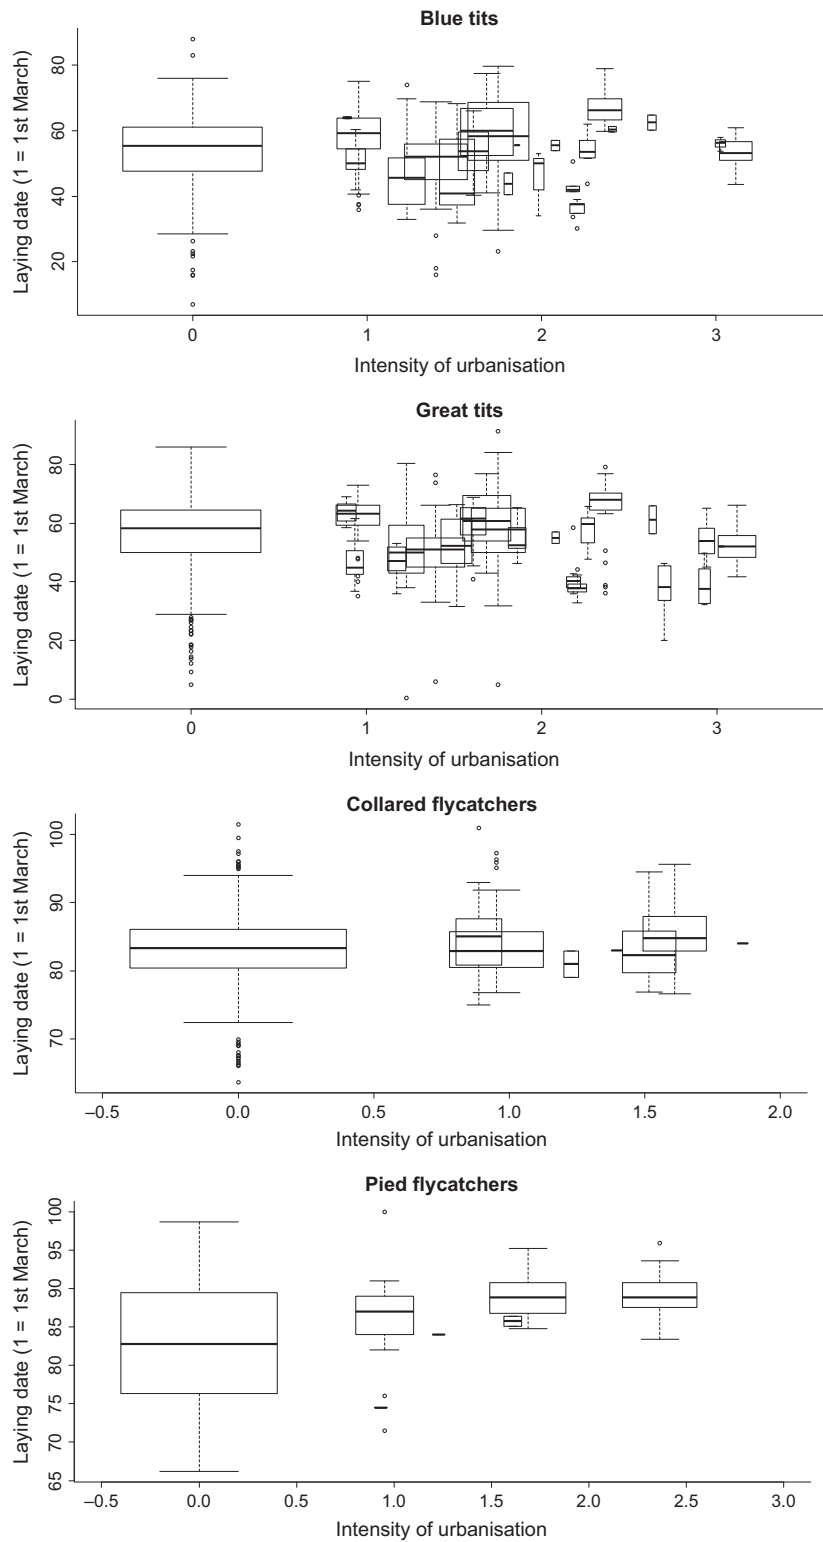 Blue tits
Laying date (1 = 1st March)
80
60
40
20
0 1 2 3
Intensity of urbanisation
Great tits
Laying date (1 = 1st March)
80
60
40
20
0
0 1 2 3
Intensity of urbanisation
Collared flycatchers
Laying date (1 = 1st March)
100
90
80
70
–0.5 0.0 0.5 1.0 1.5 2.0
Intensity of urbanisation
Pied flycatchers
Laying date (1 = 1st March)
100
95
90
85
80
75
70
65
–0.5 0.0 0.5 1.0 1.5 2.0 2.5 3.0
Intensity of urbanisation